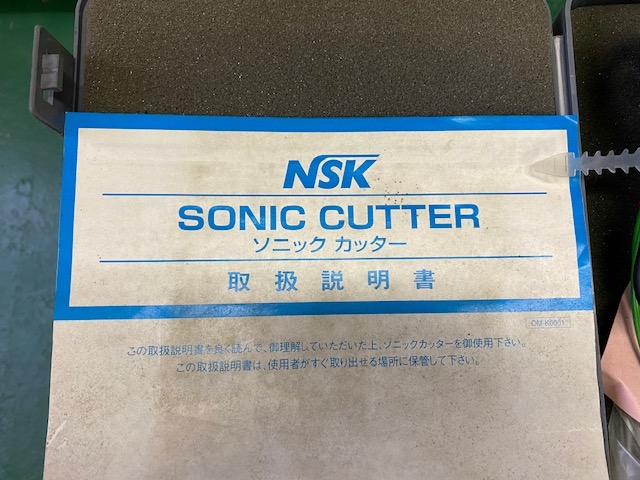 NSK
SONIC CUTTER
ソニック カッター
取扱説明書
OM-K0001
この取扱説明書を良く読んで、御理解していただいた上、ソニックカッターを御使用下さい。
この取扱説明書は、使用者がすぐ取り出せる場所に保管して下さい。